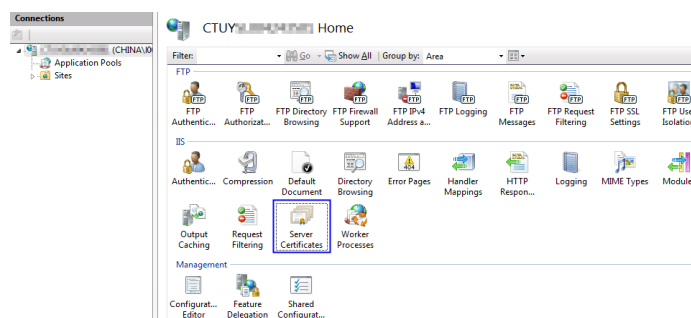 Connections
CTUY Home
(CHINA\I0
Application Pools
Sites
Filter: Go Show All Group by: Area
FTP
FTP Authentic...
FTP Authorizat...
FTP Directory Browsing
FTP Firewall Support
FTP IPv4 Address a...
FTP Logging
FTP Messages
FTP Request Filtering
FTP SSL Settings
FTP Use Isolatio
IIS
Authentic...
Compression
Default Document
Directory Browsing
Error Pages
Handler Mappings
HTTP Respon...
Logging
MIME Types
Module
Output Caching
Request Filtering
Server Certificates
Worker Processes
Management
Configurat... Editor
Feature Delegation
Shared Configurat...